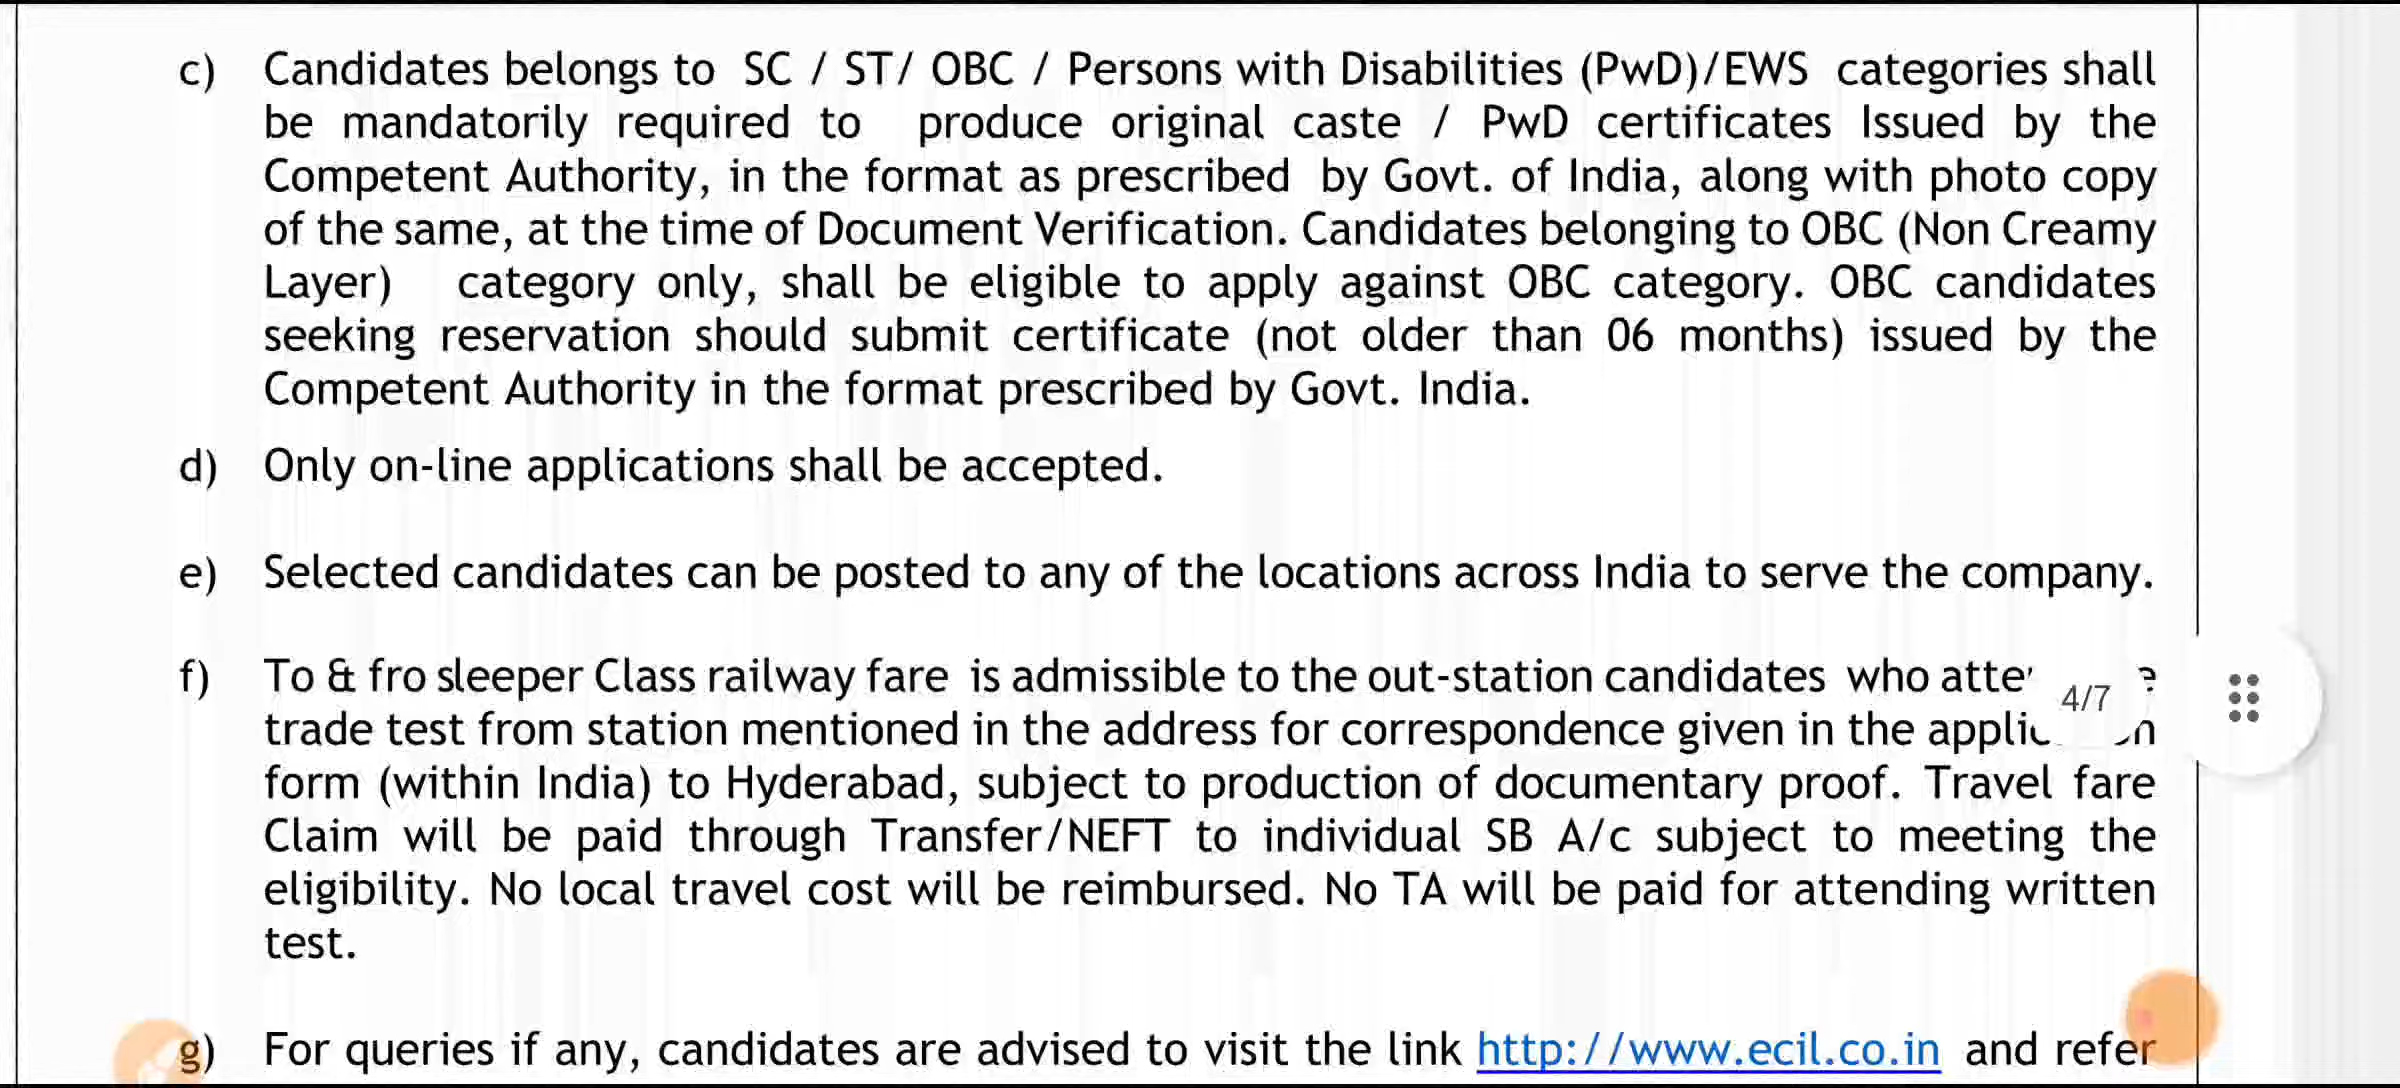 c) Candidates belongs to SC / ST/ OBC / Persons with Disabilities (PwD)/EWS categories shall
be mandatorily required to produce original caste / PwD certificates Issued by the
Competent Authority, in the format as prescribed by Govt. of India, along with photo copy
of the same, at the time of Document Verification. Candidates belonging to OBC (Non Creamy
Layer) category only, shall be eligible to apply against OBC category. OBC candidates
seeking reservation should submit certificate (not older than 06 months) issued by the
Competent Authority in the format prescribed by Govt. India.
d) Only on-line applications shall be accepted.
e) Selected candidates can be posted to any of the locations across India to serve the company.
f) To & fro sleeper Class railway fare is admissible to the out-station candidates who
4/7
trade test from station mentioned in the address for correspondence given in the
form (within India) to Hyderabad, subject to production of documentary proof. Travel fare
Claim will be paid through Transfer/NEFT to individual SB A/c subject to meeting the
eligibility. No local travel cost will be reimbursed. No TA will be paid for attending written
test.
g) For queries if any, candidates are advised to visit the link http://www.ecil.co.in and refer